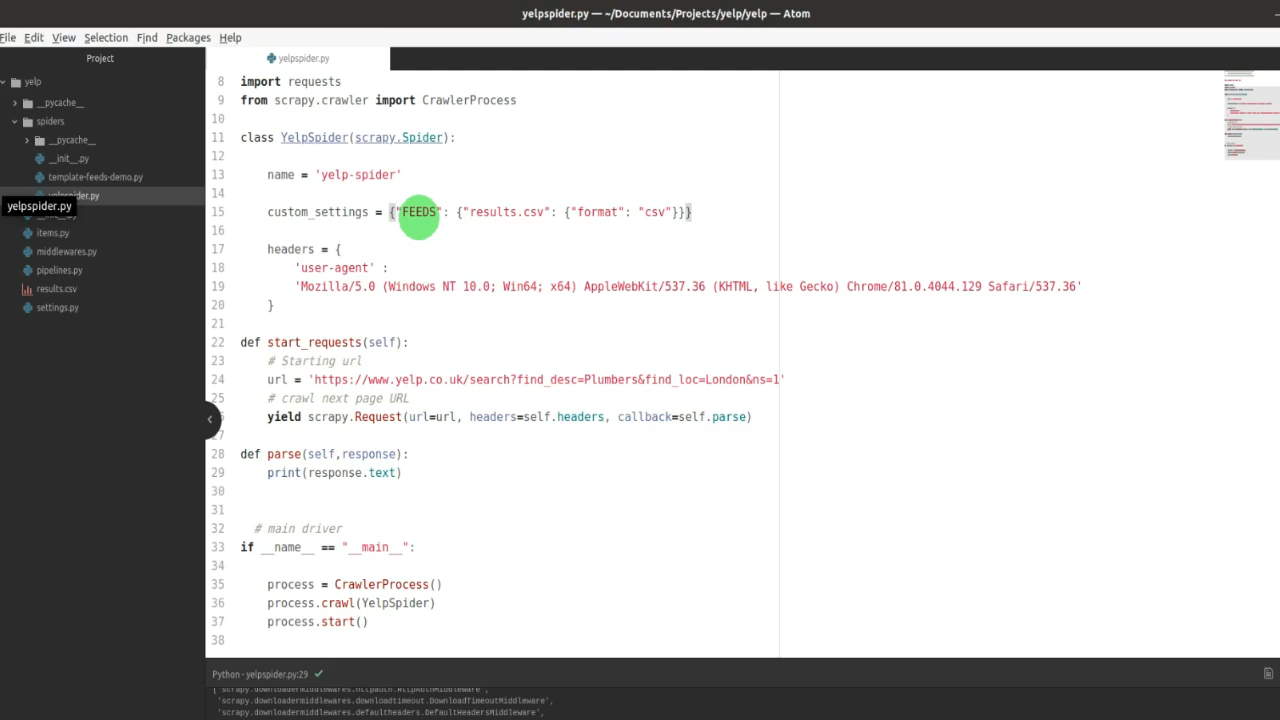 yelpspider.py — ~/Documents/Projects/yelp/yelp — Atom
File Edit View Selection Find Packages Help
Project
yelpspider.py
yelp
__pycache__
spiders
__pycache__
__init__.py
template-feeds-demo.py
yelpspider.py
yelpspider.py
items.py
middlewares.py
pipelines.py
results.csv
settings.py
8 import requests
9 from scrapy.crawler import CrawlerProcess
10
11 class YelpSpider(scrapy.Spider):
12
13 name = 'yelp-spider'
14
15 custom_settings = {"FEEDS": {"results.csv": {"format": "csv"}}}
16
17 headers = {
18 'user-agent' :
19 'Mozilla/5.0 (Windows NT 10.0; Win64; x64) AppleWebKit/537.36 (KHTML, like Gecko) Chrome/81.0.4044.129 Safari/537.36'
20 }
21
22 def start_requests(self):
23 # Starting url
24 url = 'https://www.yelp.co.uk/search?find_desc=Plumbers&find_loc=London&ns=1'
25 # crawl next page URL
yield scrapy.Request(url=url, headers=self.headers, callback=self.parse)
27
28 def parse(self,response):
29 print(response.text)
30
31
32 # main driver
33 if __name__ == "__main__":
34
35 process = CrawlerProcess()
36 process.crawl(YelpSpider)
37 process.start()
38
Python - yelpspider.py:29
['scrapy.downloadermiddlewares.httpauth.HttpAuthMiddleware',
'scrapy.downloadermiddlewares.downloadtimeout.DownloadTimeoutMiddleware',
'scrapy.downloadermiddlewares.defaultheaders.DefaultHeadersMiddleware',